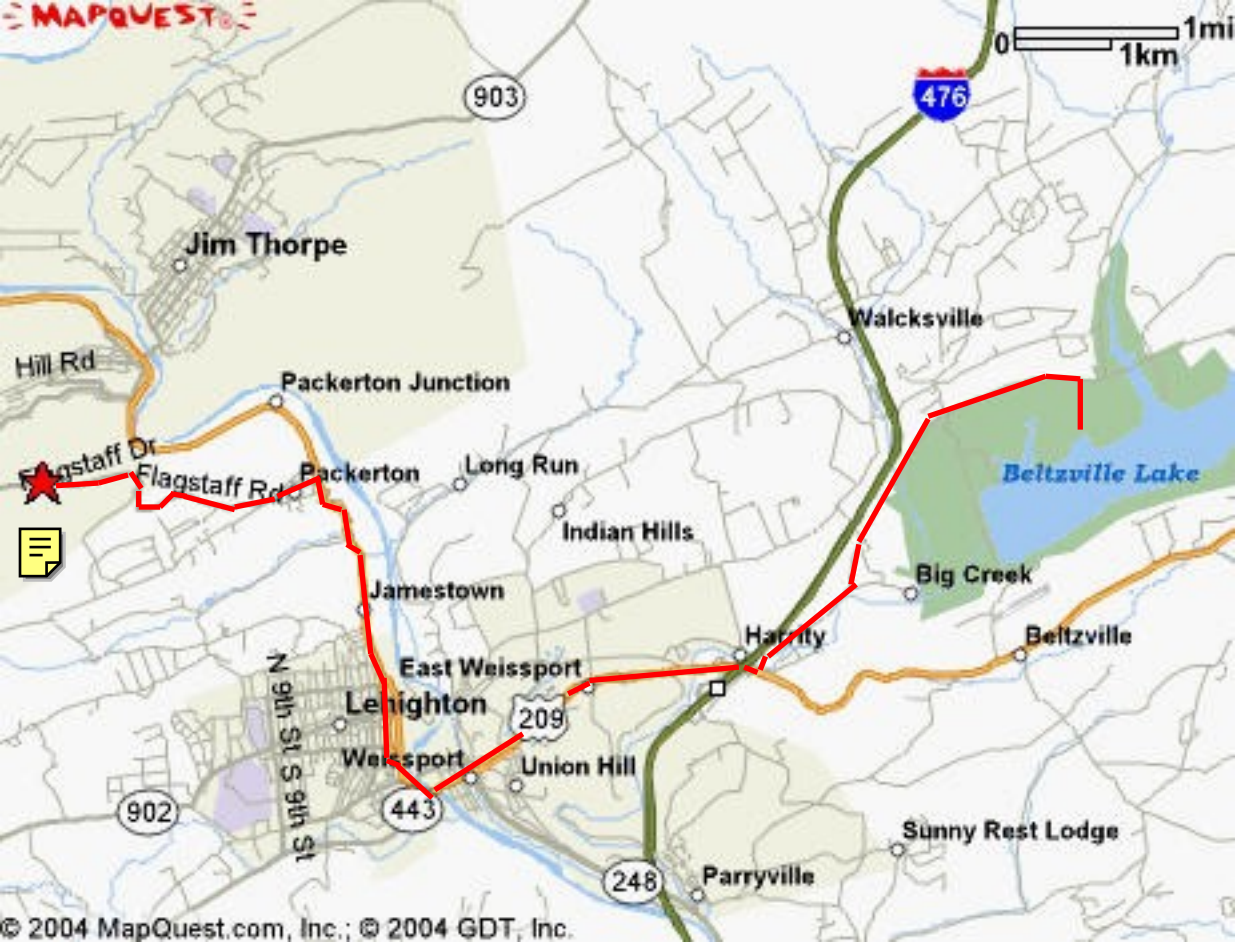 MAPQUEST®
0 1mi
1km
476
903
Jim Thorpe
Walcksville
Hill Rd
Packerton Junction
Flagstaff Dr
Packerton
Long Run
Flagstaff Rd
Beltzville Lake
Indian Hills
Big Creek
Jamestown
Harrity
Beltzville
East Weissport
N 9th St
Lehighton
209
Weissport
Union Hill
S 9th St
902
443
Sunny Rest Lodge
248
Parryville
© 2004 MapQuest.com, Inc.; © 2004 GDT, Inc.